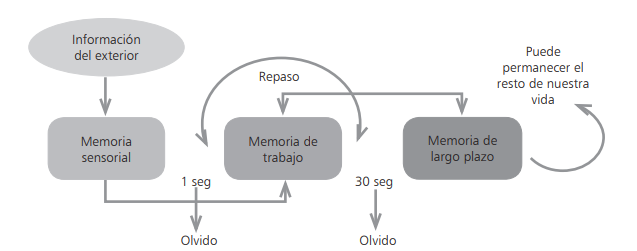 Información
del exterior
Repaso
Puede
permanecer el
resto de nuestra
vida
Memoria
sensorial
Memoria de
trabajo
Memoria de
largo plazo
1 seg
30 seg
Olvido
Olvido